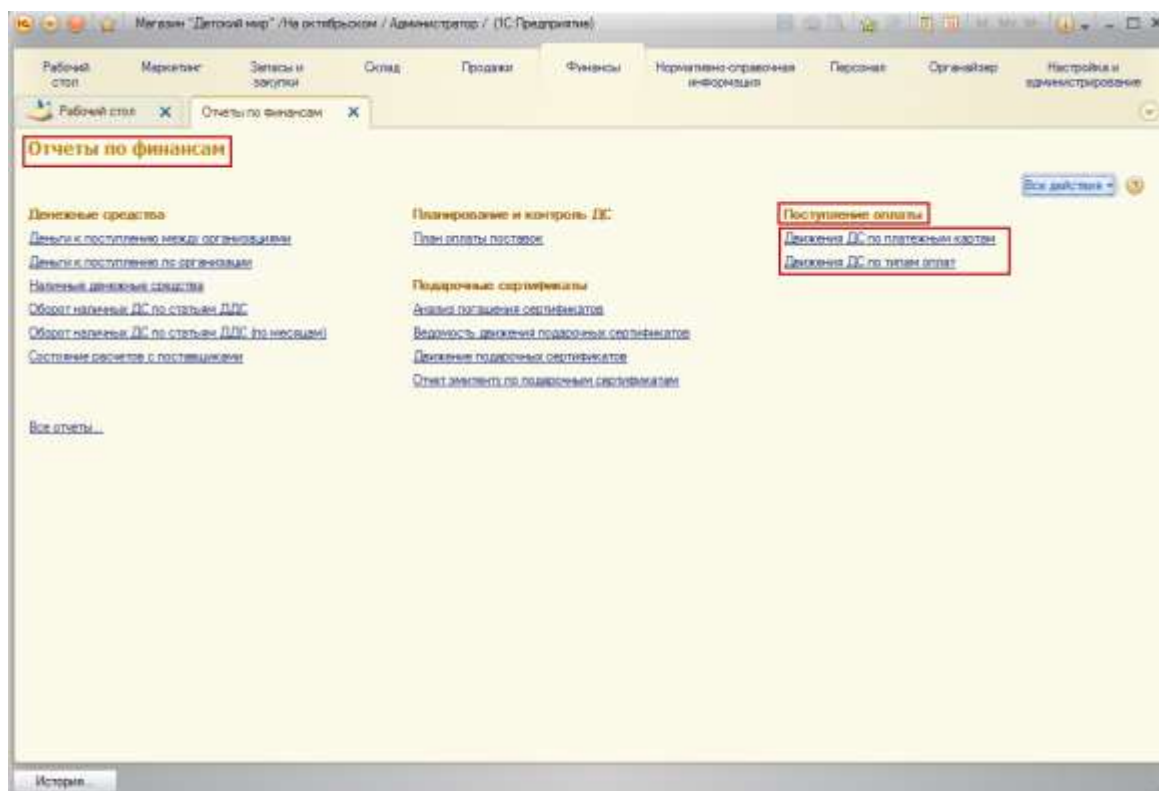 Магазин "Детский мир" /На октябрьском / Администратор / (1С:Предприятие)
Рабочий стол
Маркетинг
Запасы и закупки
Склад
Продажи
Финансы
Нормативно-справочная информация
Персонал
Органайзер
Настройка и администрирование
Рабочий стол
Отчеты по финансам
Отчеты по финансам
Все действия
Денежные средства
Деньги к поступлению между организациями
Деньги к поступлению по организации
Наличные денежные средства
Оборот наличных ДС по статьям ДДС
Оборот наличных ДС по статьям ДДС (по месяцам)
Состояние расчетов с поставщиками
Все отчеты...
Планирование и контроль ДС
План оплаты поставок
Подарочные сертификаты
Анализ погашения сертификатов
Ведомость движения подарочных сертификатов
Движение подарочных сертификатов
Отчет эмитенту по подарочным сертификатам
Поступление оплаты
Движения ДС по платежным картам
Движения ДС по типам оплат
История...